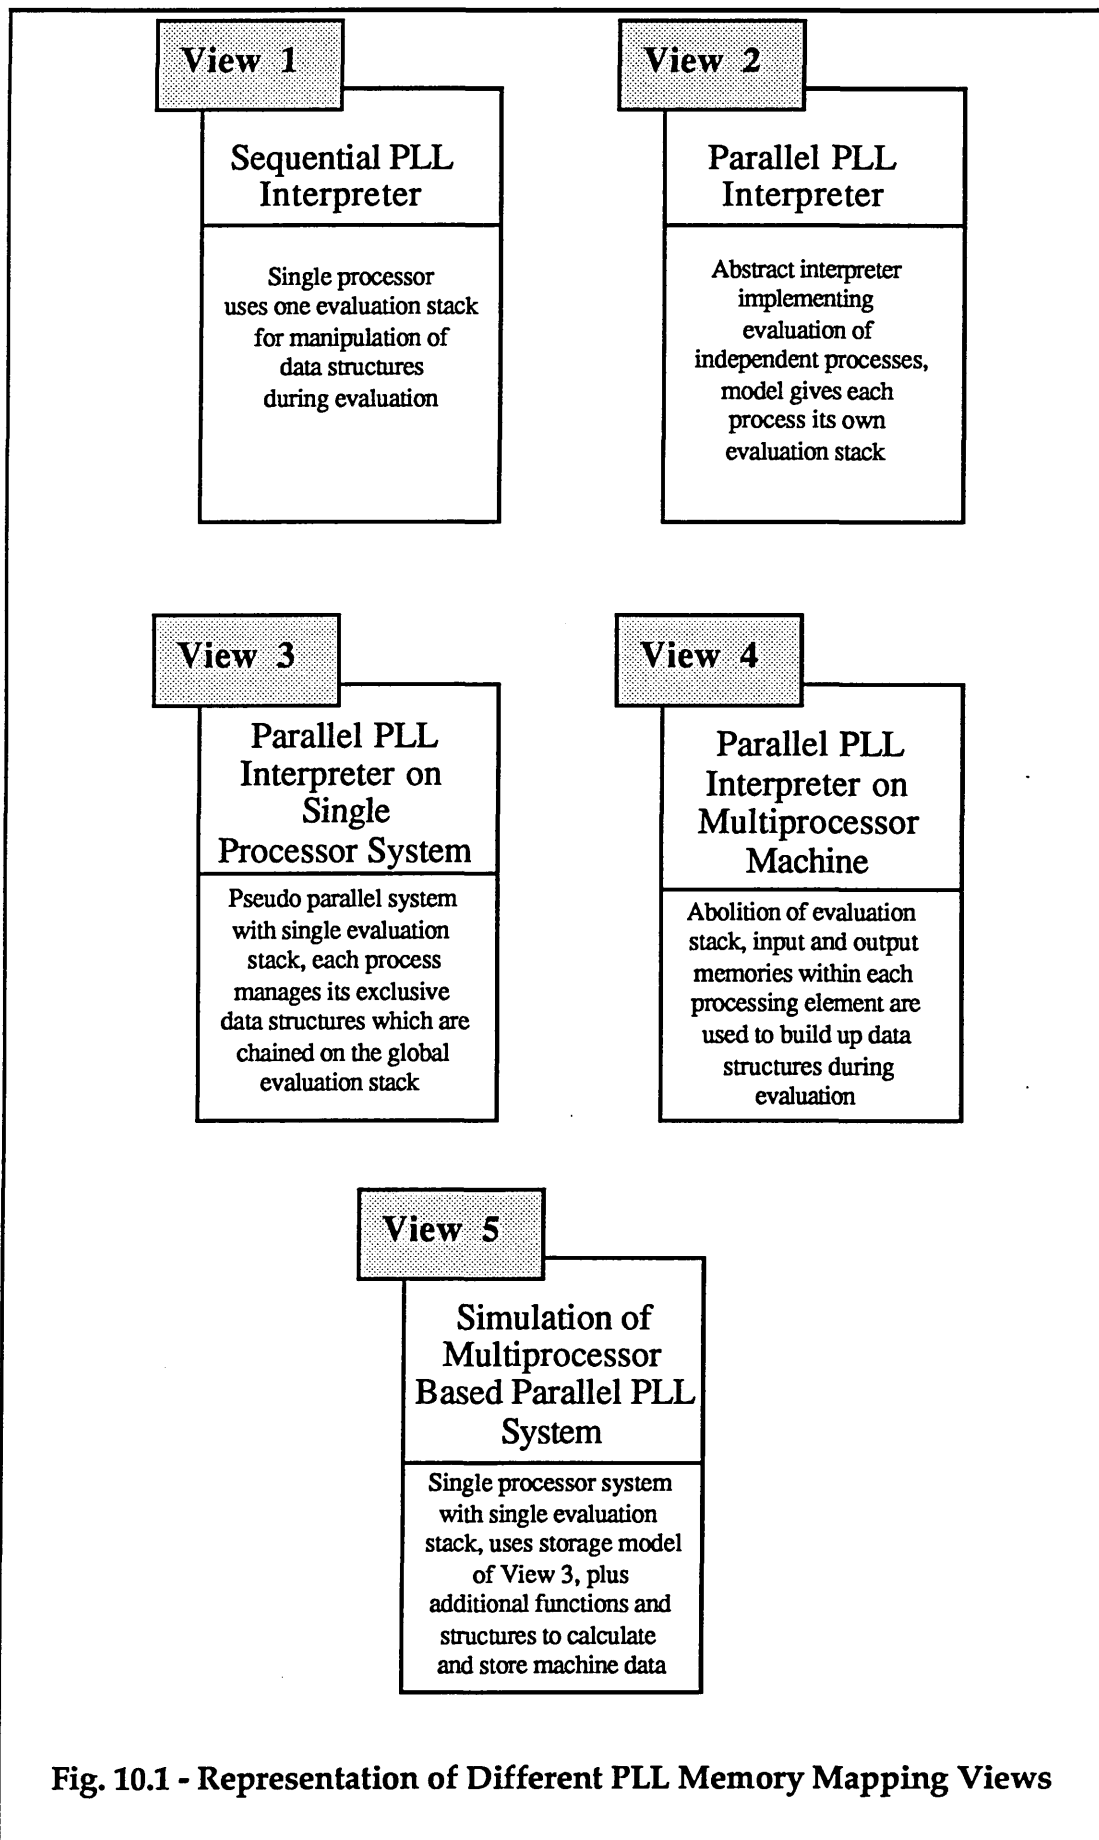 View 1
Sequential PLL
Interpreter
Single processor
uses one evaluation stack
for manipulation of
data structures
during evaluation
View 2
Parallel PLL
Interpreter
Abstract interpreter
implementing
evaluation of
independent processes,
model gives each
process its own
evaluation stack
View 3
Parallel PLL
Interpreter on
Single
Processor System
Pseudo parallel system
with single evaluation
stack, each process
manages its exclusive
data structures which are
chained on the global
evaluation stack
View 4
Parallel PLL
Interpreter on
Multiprocessor
Machine
Abolition of evaluation
stack, input and output
memories within each
processing element are
used to build up data
structures during
evaluation
View 5
Simulation of
Multiprocessor
Based Parallel PLL
System
Single processor system
with single evaluation
stack, uses storage model
of View 3, plus
additional functions and
structures to calculate
and store machine data
Fig. 10.1 - Representation of Different PLL Memory Mapping Views